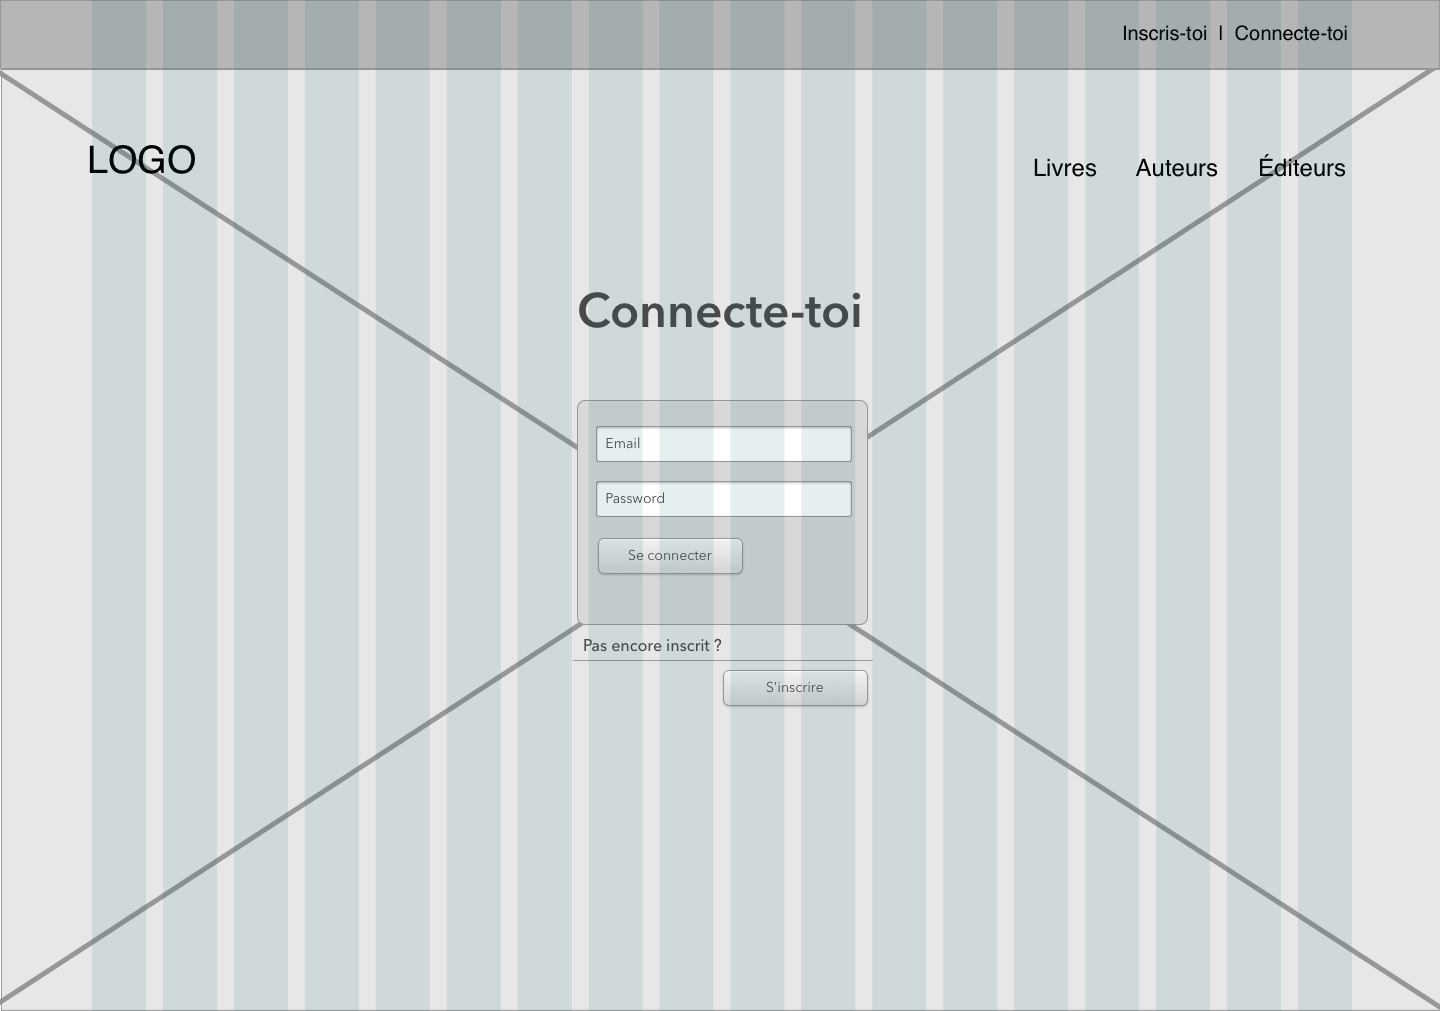 Inscris-toi | Connecte-toi
LOGO
Livres Auteurs Éditeurs
Connecte-toi
Email
Password
Se connecter
Pas encore inscrit ?
S'inscrire